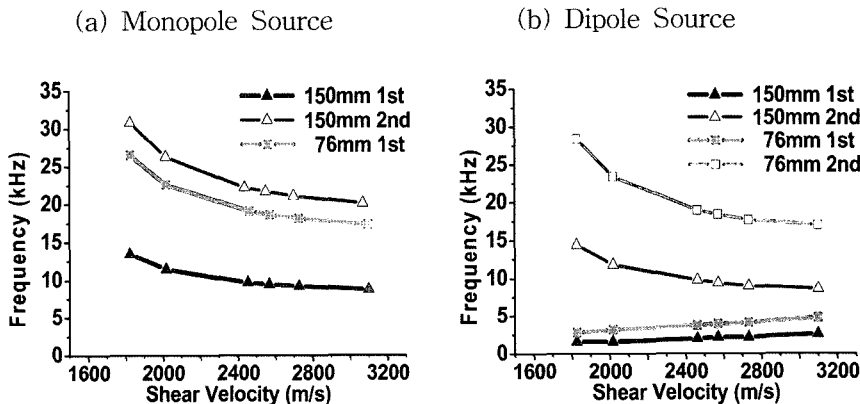 (a) Monopole Source
35
30
25
20
15
10
5
0
Frequency (kHz)
150mm 1st
150mm 2nd
76mm 1st
1600 2000 2400 2800 3200
Shear Velocity (m/s)
(b) Dipole Source
35
30
25
20
15
10
5
0
Frequency (kHz)
150mm 1st
150mm 2nd
76mm 1st
76mm 2nd
1600 2000 2400 2800 3200
Shear Velocity (m/s)